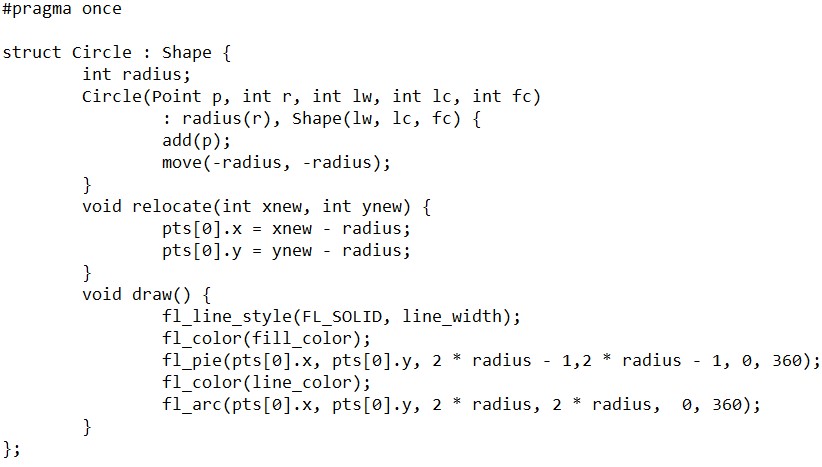 #pragma once

struct Circle : Shape {
        int radius;
        Circle(Point p, int r, int lw, int lc, int fc)
                : radius(r), Shape(lw, lc, fc) {
                add(p);
                move(-radius, -radius);
        }
        void relocate(int xnew, int ynew) {
                pts[0].x = xnew - radius;
                pts[0].y = ynew - radius;
        }
        void draw() {
                fl_line_style(FL_SOLID, line_width);
                fl_color(fill_color);
                fl_pie(pts[0].x, pts[0].y, 2 * radius - 1,2 * radius - 1, 0, 360);
                fl_color(line_color);
                fl_arc(pts[0].x, pts[0].y, 2 * radius, 2 * radius,  0, 360);
        }
};